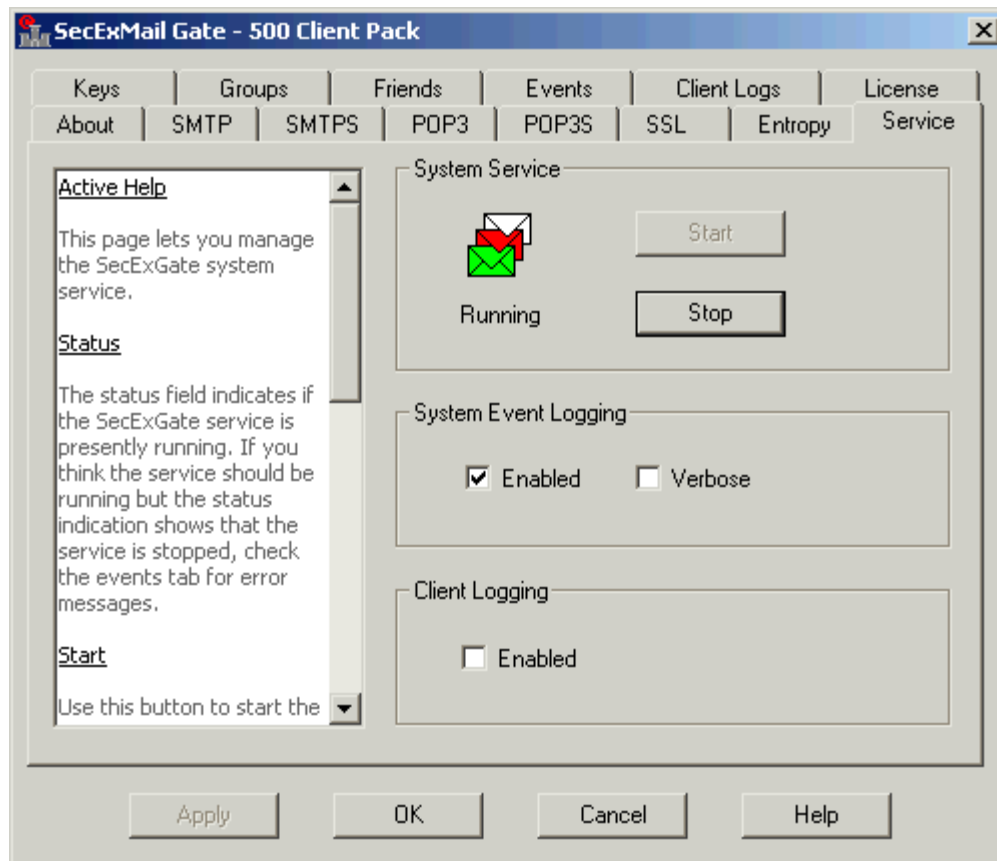 SecExMail Gate - 500 Client Pack
Keys Groups Friends Events Client Logs License
About SMTP SMTPS POP3 POP3S SSL Entropy Service
Active Help
This page lets you manage
the SecExGate system
service.
Status
The status field indicates if
the SecExGate service is
presently running. If you
think the service should be
running but the status
indication shows that the
service is stopped, check
the events tab for error
messages.
Start
Use this button to start the
System Service
Start
Running
Stop
System Event Logging
Enabled Verbose
Client Logging
Enabled
Apply OK Cancel Help